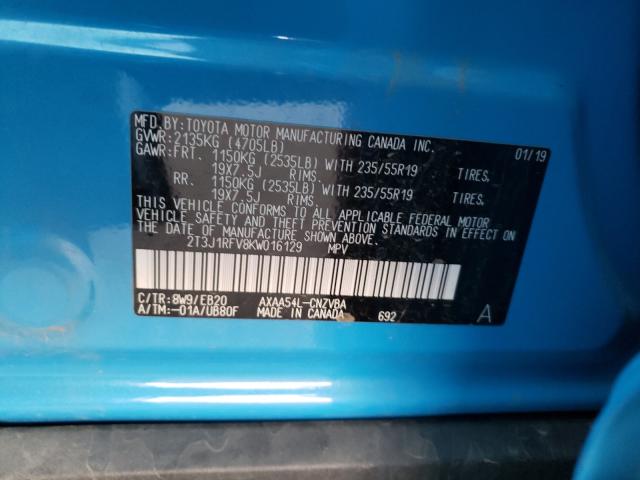 MFD.BY:TOYOTA MOTOR MANUFACTURING CANADA INC.
GVWR:2135KG (4705LB) 01/19
GAWR:FRT. 1150KG (2535LB) WITH 235/55R19 TIRES.
19X7.5J RIMS.
RR. 1150KG (2535LB) WITH 235/55R19 TIRES.
19X7.5J RIMS.
THIS VEHICLE CONFORMS TO ALL APPLICABLE FEDERAL MOTOR
VEHICLE SAFETY AND THEFT PREVENTION STANDARDS IN EFFECT ON
THE DATE OF MANUFACTURE SHOWN ABOVE.
2T3J1RFV8KW016129 MPV
C/TR:8W9/EB20 AXAA54L-CNZVBA
A/TM:-01A/UB80F MADE IN CANADA 692 A